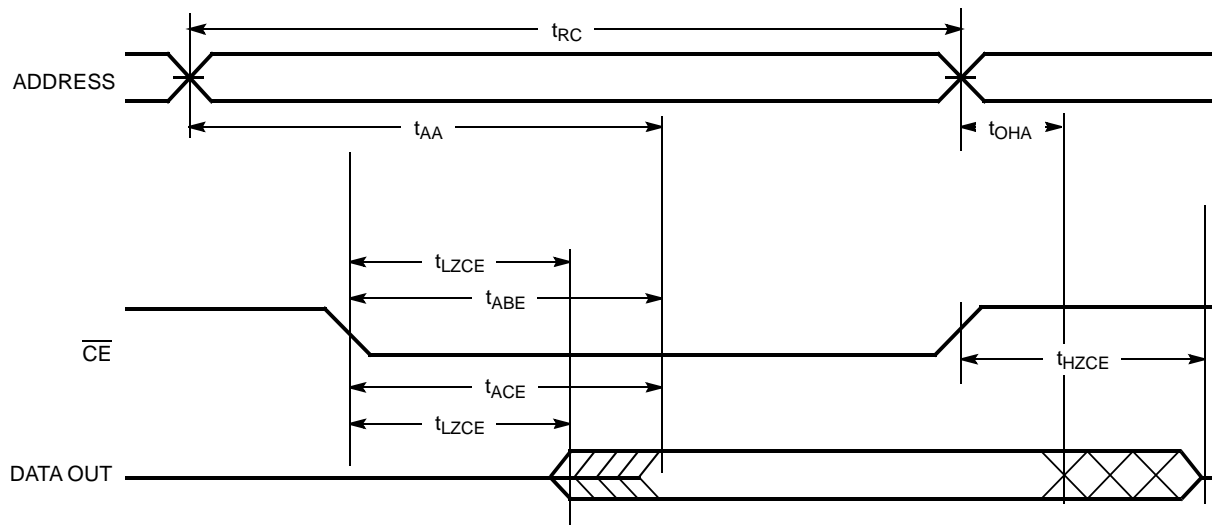 tRC
ADDRESS
tAA
tOHA
tLZCE
tABE
CE
tHZCE
tACE
tLZCE
DATA OUT